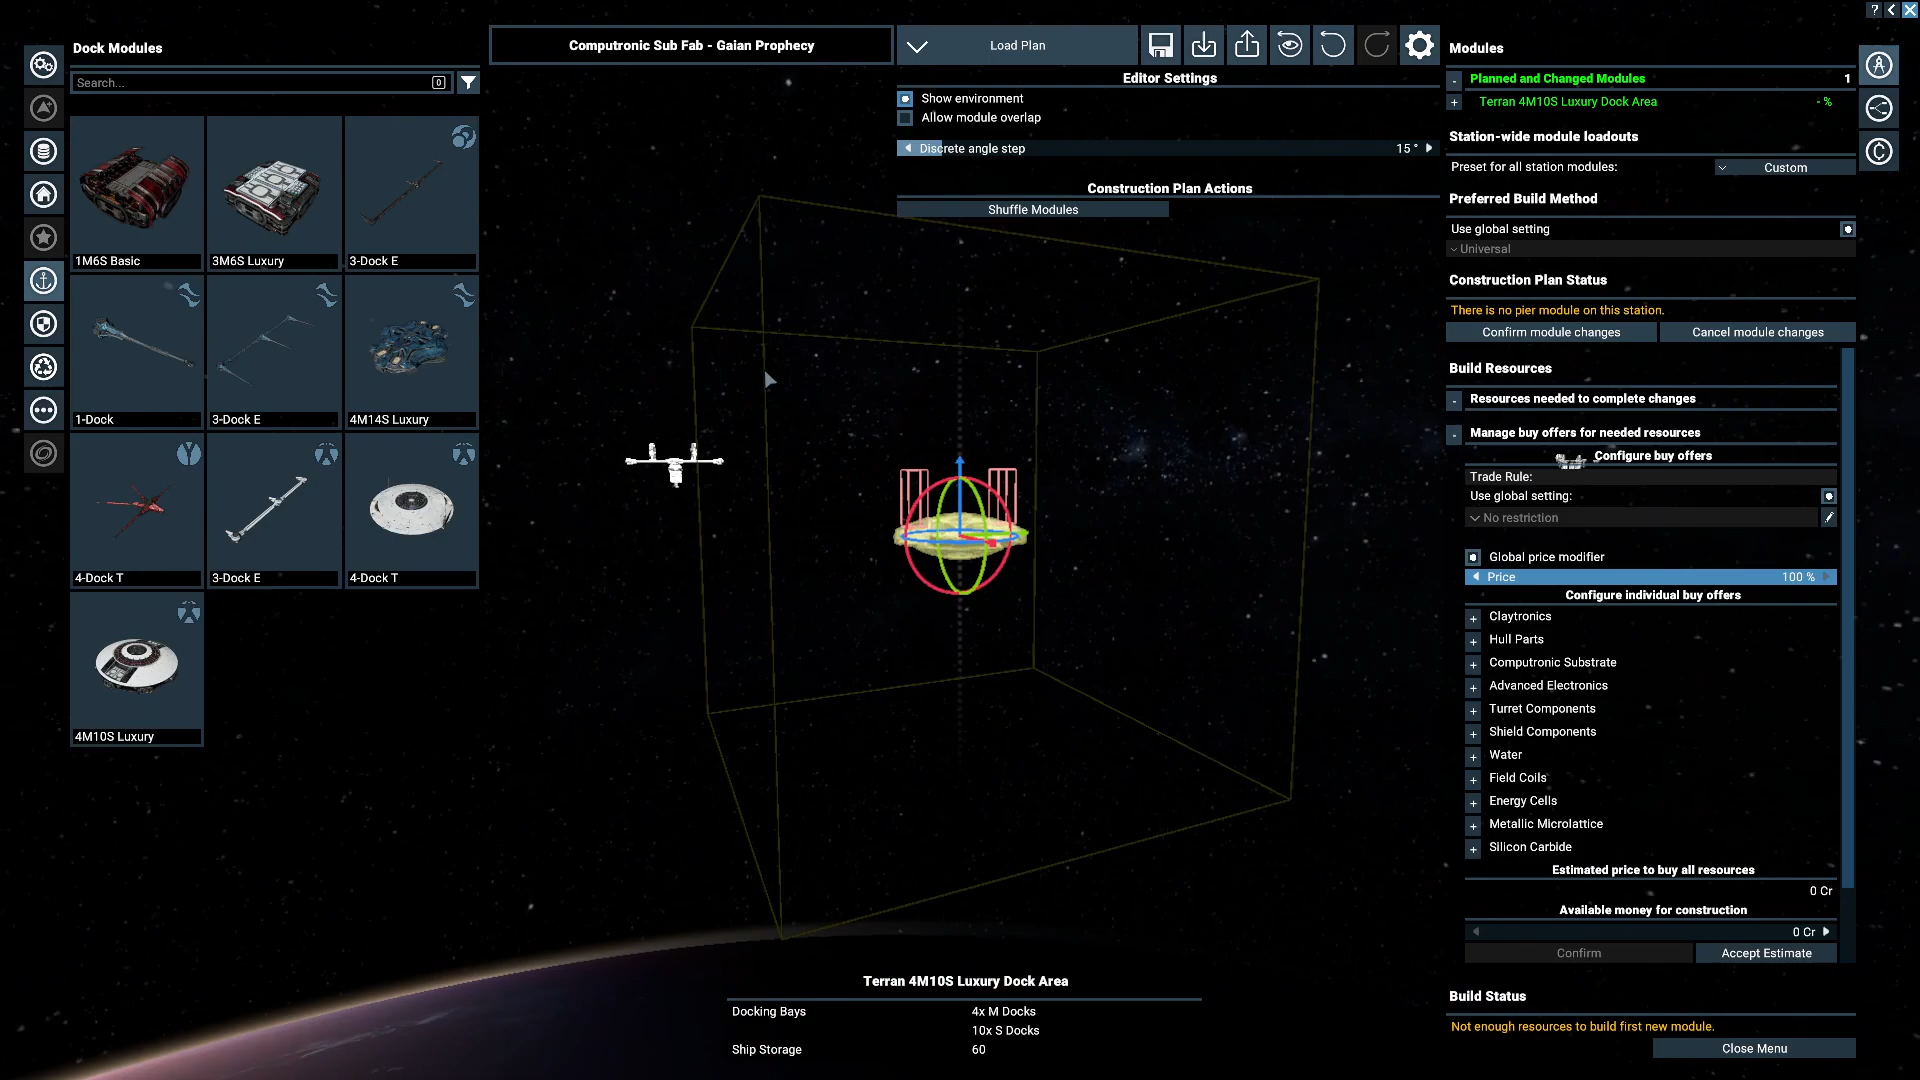 Dock Modules
Search...
0
1M6S Basic
3M6S Luxury
3-Dock E
1-Dock
3-Dock E
4M14S Luxury
4-Dock T
3-Dock E
4-Dock T
4M10S Luxury
Computronic Sub Fab - Gaian Prophecy
Load Plan
Editor Settings
Show environment
Allow module overlap
Discrete angle step 15 °
Construction Plan Actions
Shuffle Modules
Terran 4M10S Luxury Dock Area
Docking Bays 4x M Docks
10x S Docks
Ship Storage 60
?
Modules
- Planned and Changed Modules 1
+ Terran 4M10S Luxury Dock Area - %
Station-wide module loadouts
Preset for all station modules: Custom
Preferred Build Method
Use global setting
Universal
Construction Plan Status
There is no pier module on this station.
Confirm module changes Cancel module changes
Build Resources
- Resources needed to complete changes
- Manage buy offers for needed resources
Configure buy offers
Trade Rule:
Use global setting:
No restriction
Global price modifier
Price 100 %
Configure individual buy offers
+ Claytronics
+ Hull Parts
+ Computronic Substrate
+ Advanced Electronics
+ Turret Components
+ Shield Components
+ Water
+ Field Coils
+ Energy Cells
+ Metallic Microlattice
+ Silicon Carbide
Estimated price to buy all resources
0 Cr
Available money for construction
0 Cr
Confirm Accept Estimate
Build Status
Not enough resources to build first new module.
Close Menu